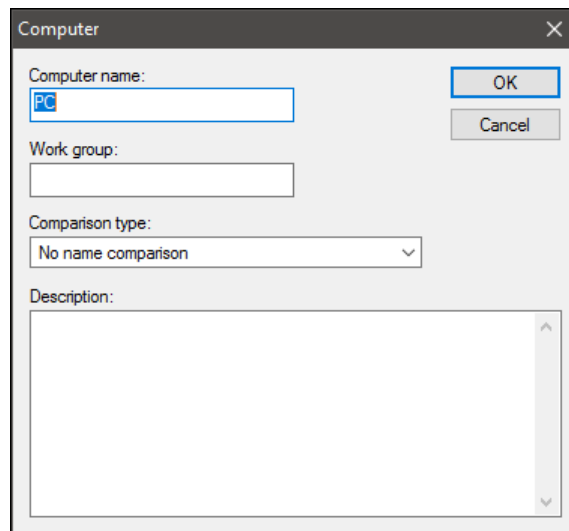 Computer
Computer name:
PC
OK
Cancel
Work group:
Comparison type:
No name comparison
Description: